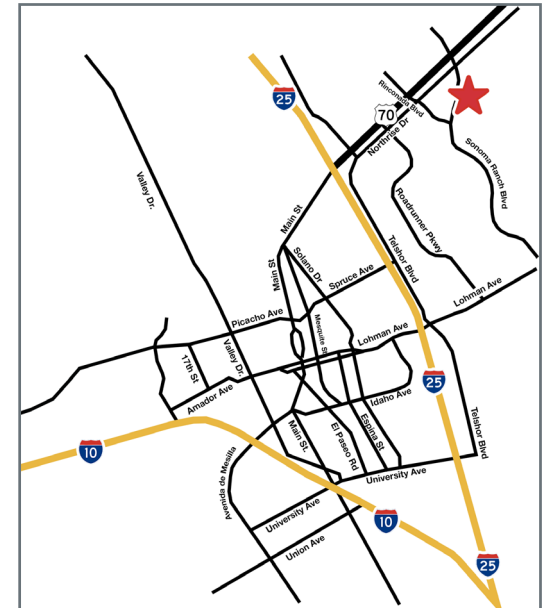 25
Rinconada Blvd
70
Northrise Dr
Sonoma Ranch Blvd
Valley Dr.
Roadrunner Pkwy
Main St
Solano Dr
Telshor Blvd
Main St
Spruce Ave
Lohman Ave
Picacho Ave
Mesquite St
Lohman Ave
Valley Dr.
17th St
25
Amador Ave
Idaho Ave
Telshor Blvd
Main St.
El Paseo Rd
Espina St
10
Avenida de Mesilla
University Ave
University Ave
10
Union Ave
25